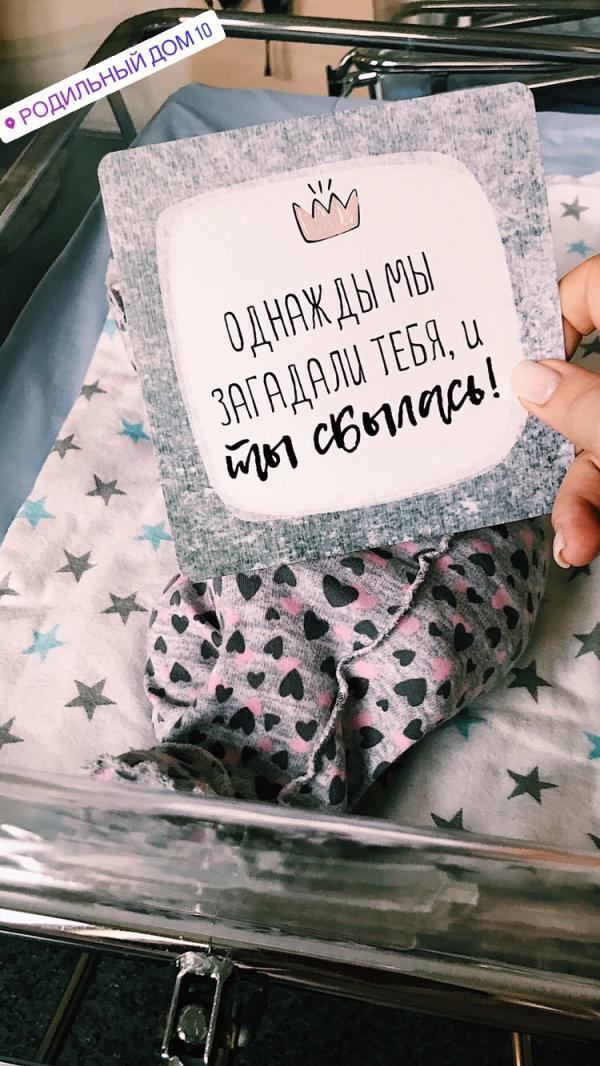 РОДИЛЬНЫЙ ДОМ 10
ОДНАЖДЫ МЫ
ЗАГАДАЛИ ТЕБЯ, и
ты сбылась!